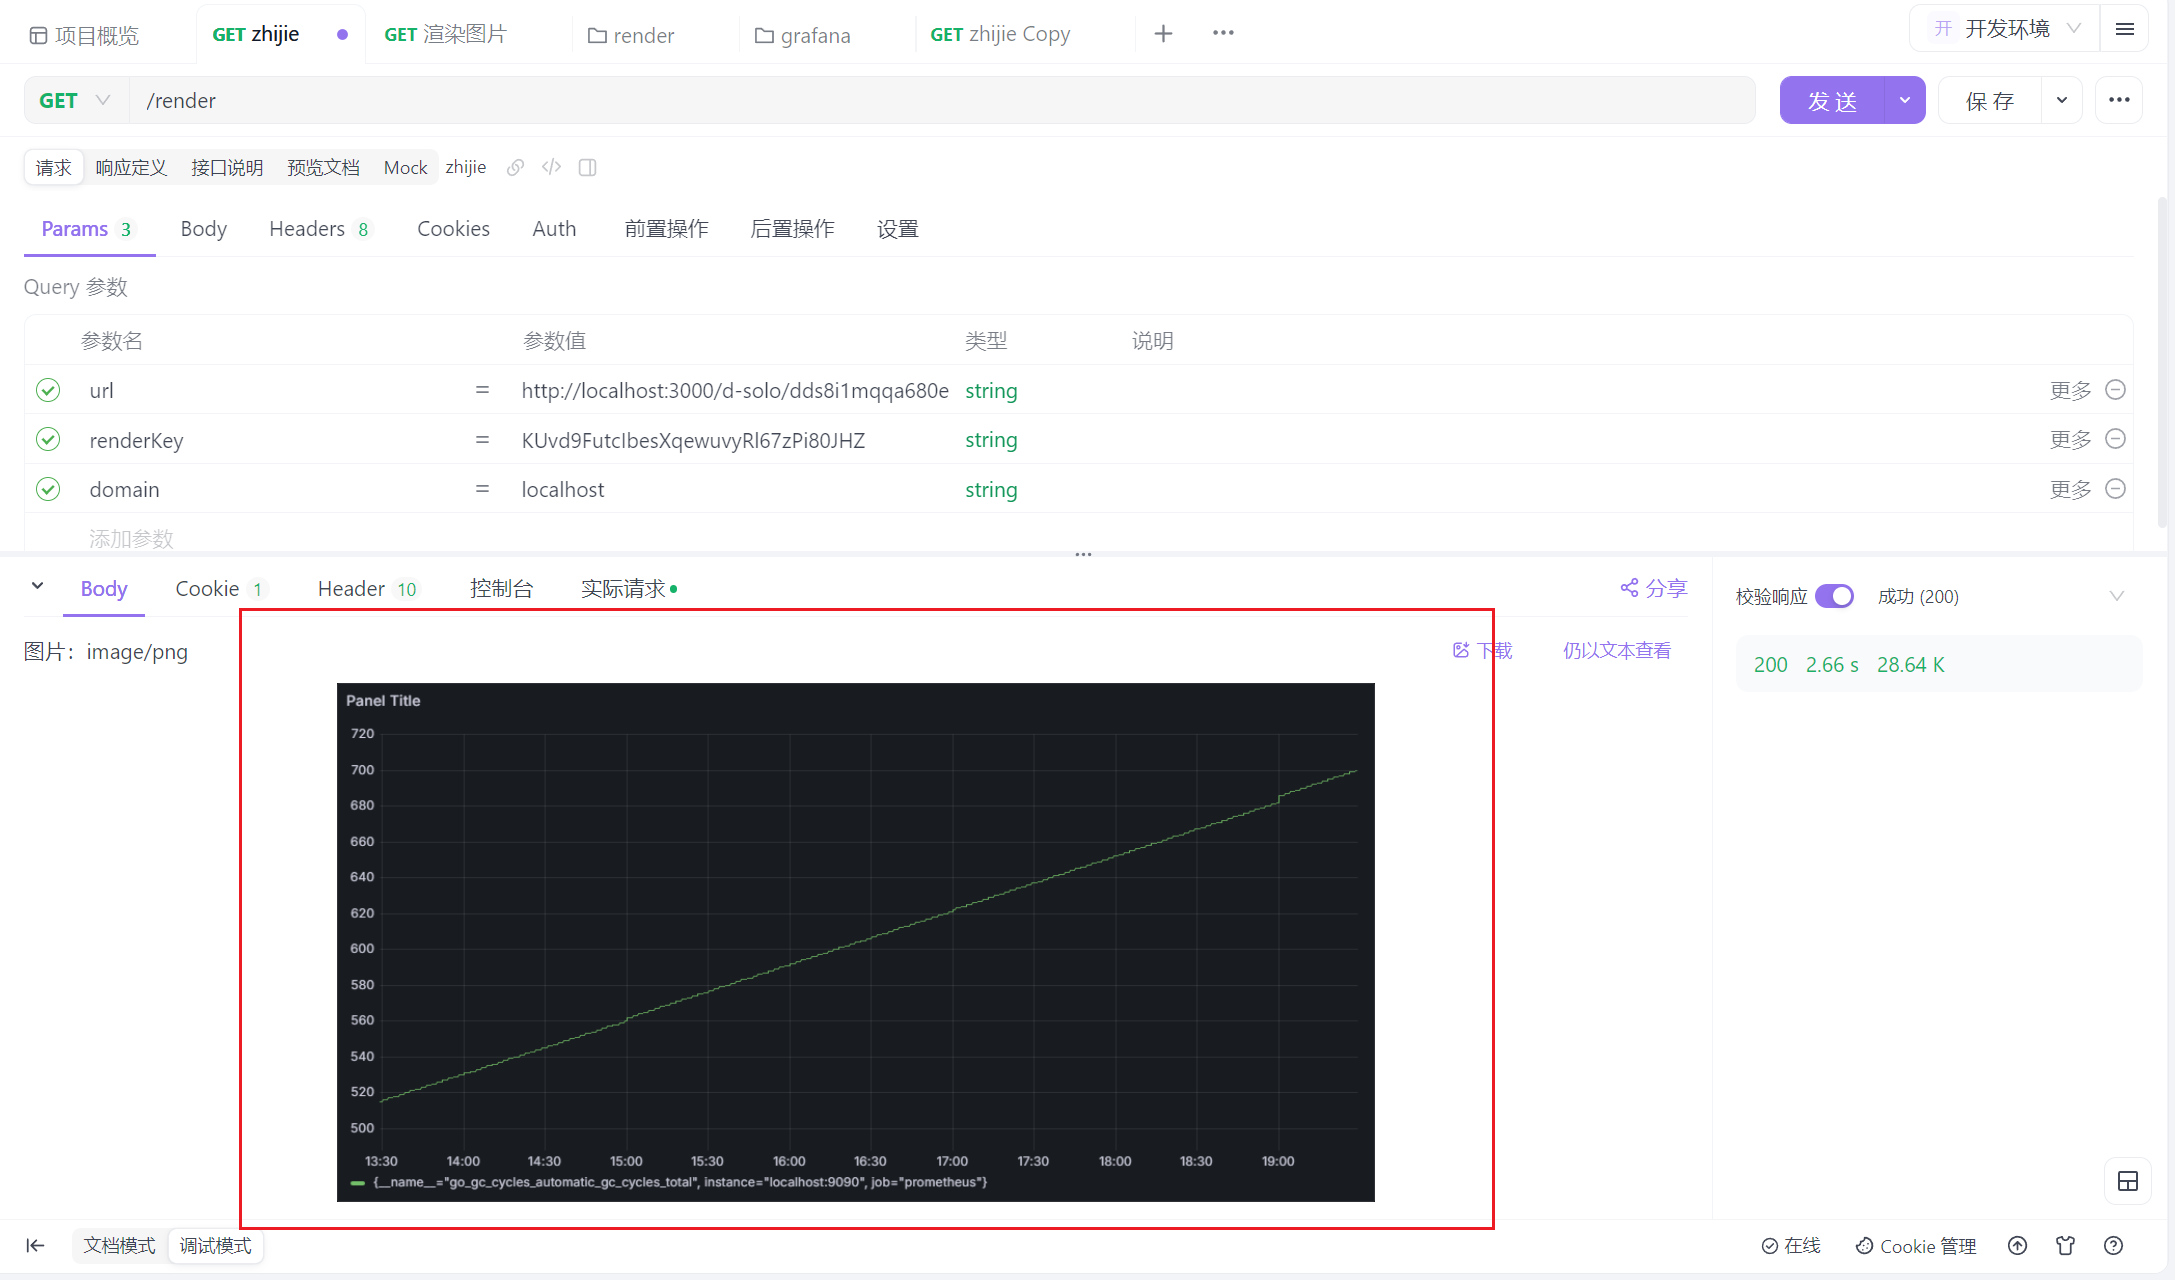 项目概览
GET zhijie
GET 渲染图片
render
grafana
GET zhijie Copy
开 开发环境
GET /render
发 送
保 存
请求 响应定义 接口说明 预览文档 Mock zhijie
Params 3 Body Headers 8 Cookies Auth 前置操作 后置操作 设置
Query 参数
参数名 参数值 类型 说明
url = http://localhost:3000/d-solo/dds8i1mqqa680e string 更多
renderKey = KUvd9FutcIbesXqewuvyRl67zPi80JHZ string 更多
domain = localhost string 更多
添加参数
Body Cookie 1 Header 10 控制台 实际请求 分享
校验响应 成功 (200)
图片：image/png
下载 仍以文本查看
200 2.66 s 28.64 K
Panel Title
720
700
680
660
640
620
600
580
560
540
520
500
13:30 14:00 14:30 15:00 15:30 16:00 16:30 17:00 17:30 18:00 18:30 19:00
{__name__="go_gc_cycles_automatic_gc_cycles_total", instance="localhost:9090", job="prometheus"}
文档模式 调试模式
在线 Cookie 管理